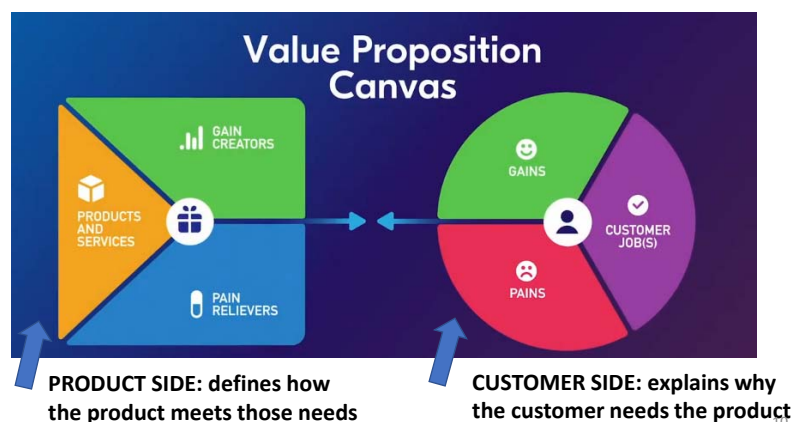 Value Proposition
Canvas
GAIN
CREATORS
PRODUCTS
AND
SERVICES
PAIN
RELIEVERS
GAINS
CUSTOMER
JOB(S)
PAINS
PRODUCT SIDE: defines how
the product meets those needs
CUSTOMER SIDE: explains why
the customer needs the product